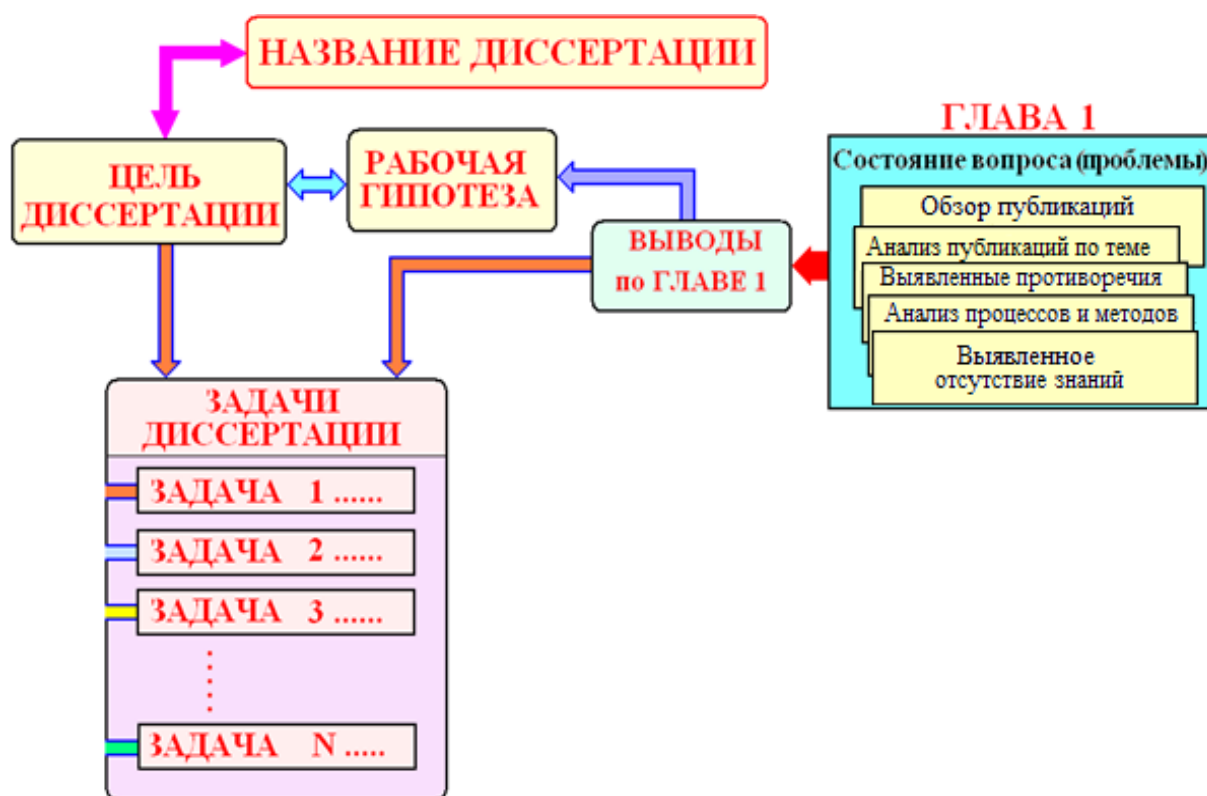 НАЗВАНИЕ ДИССЕРТАЦИИ
ЦЕЛЬ
ДИССЕРТАЦИИ
РАБОЧАЯ
ГИПОТЕЗА
ВЫВОДЫ
по ГЛАВЕ 1
ГЛАВА 1
Состояние вопроса (проблемы)
Обзор публикаций
Анализ публикаций по теме
Выявленные противоречия
Анализ процессов и методов
Выявленное
отсутствие знаний
ЗАДАЧИ
ДИССЕРТАЦИИ
ЗАДАЧА 1 ......
ЗАДАЧА 2 ......
ЗАДАЧА 3 ......
ЗАДАЧА N .....